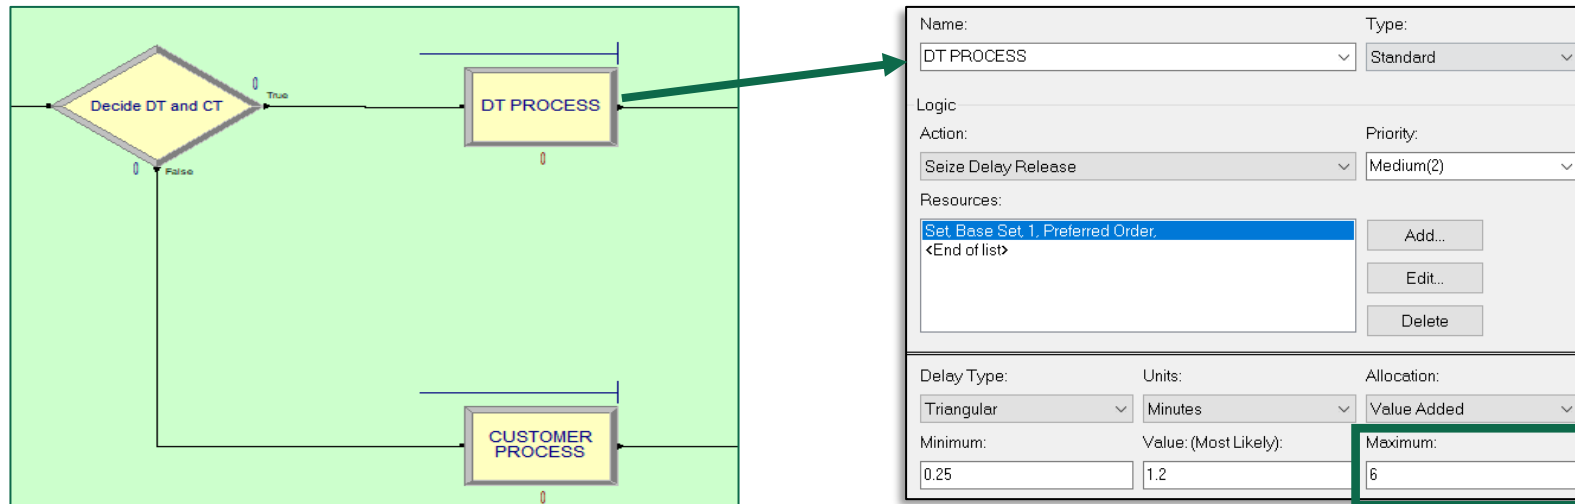 Decide DT and CT
0
True
0
False
DT PROCESS
0
CUSTOMER
PROCESS
0
Name:
Type:
DT PROCESS
Standard
Logic
Action:
Priority:
Seize Delay Release
Medium(2)
Resources:
Set, Base Set, 1, Preferred Order,
<End of list>
Add...
Edit...
Delete
Delay Type:
Units:
Allocation:
Triangular
Minutes
Value Added
Minimum:
Value: (Most Likely):
Maximum:
0.25
1.2
6